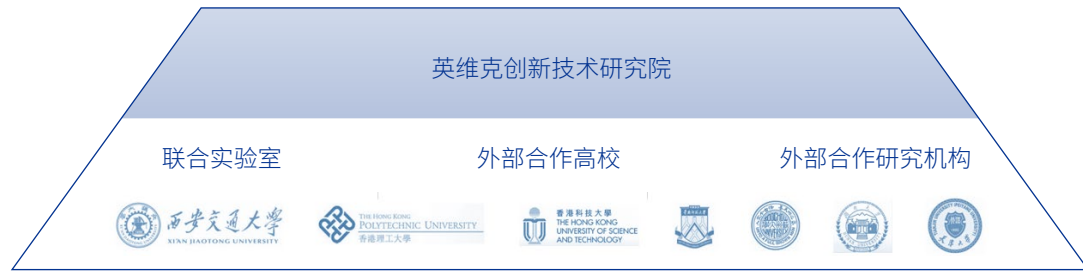 英维克创新技术研究院
联合实验室
外部合作高校
外部合作研究机构
西安交通大学
XI'AN JIAOTONG UNIVERSITY
THE HONG KONG
POLYTECHNIC UNIVERSITY
香港理工大學
香港科技大學
THE HONG KONG
UNIVERSITY OF SCIENCE
AND TECHNOLOGY